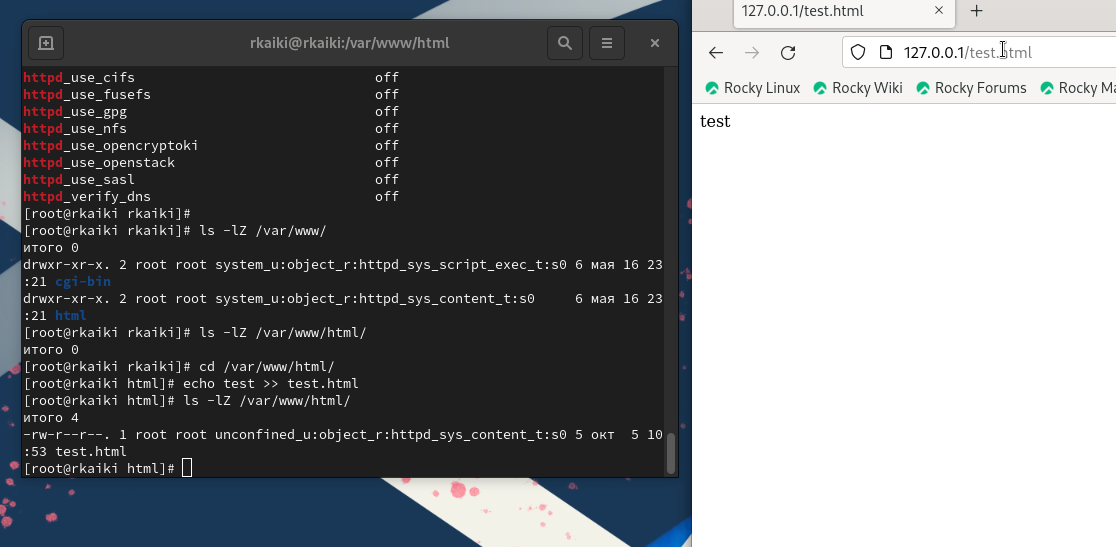 rkaiki@rkaiki:/var/www/html
httpd_use_cifs                              off
httpd_use_fusefs                            off
httpd_use_gpg                               off
httpd_use_nfs                               off
httpd_use_opencryptoki                      off
httpd_use_openstack                         off
httpd_use_sasl                              off
httpd_verify_dns                            off
[root@rkaiki rkaiki]#
[root@rkaiki rkaiki]# ls -lZ /var/www/
итого 0
drwxr-xr-x. 2 root root system_u:object_r:httpd_sys_script_exec_t:s0 6 мая 16 23
:21 cgi-bin
drwxr-xr-x. 2 root root system_u:object_r:httpd_sys_content_t:s0     6 мая 16 23
:21 html
[root@rkaiki rkaiki]# ls -lZ /var/www/html/
итого 0
[root@rkaiki rkaiki]# cd /var/www/html/
[root@rkaiki html]# echo test >> test.html
[root@rkaiki html]# ls -lZ /var/www/html/
итого 4
-rw-r--r--. 1 root root unconfined_u:object_r:httpd_sys_content_t:s0 5 окт  5 10
:53 test.html
[root@rkaiki html]#
127.0.0.1/test.html
127.0.0.1/test.html
Rocky Linux Rocky Wiki Rocky Forums Rocky Ma
test